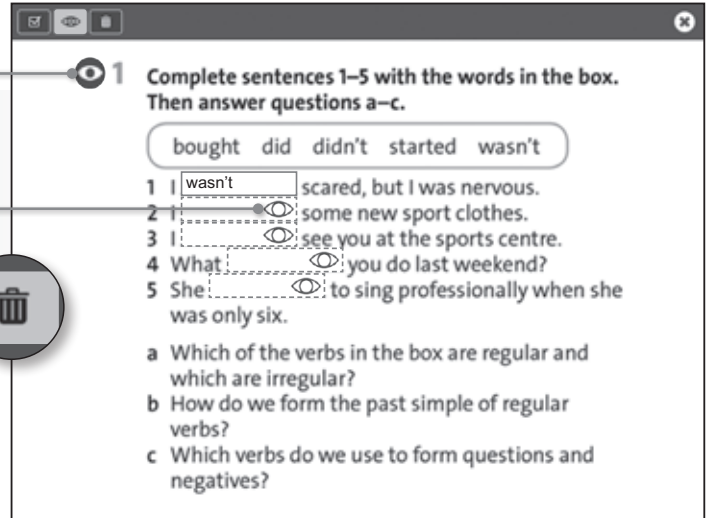 1 Complete sentences 1–5 with the words in the box.
Then answer questions a–c.
bought did didn't started wasn't
1 I wasn't scared, but I was nervous.
2 I some new sport clothes.
3 I see you at the sports centre.
4 What you do last weekend?
5 She to sing professionally when she
was only six.
a Which of the verbs in the box are regular and
which are irregular?
b How do we form the past simple of regular
verbs?
c Which verbs do we use to form questions and
negatives?